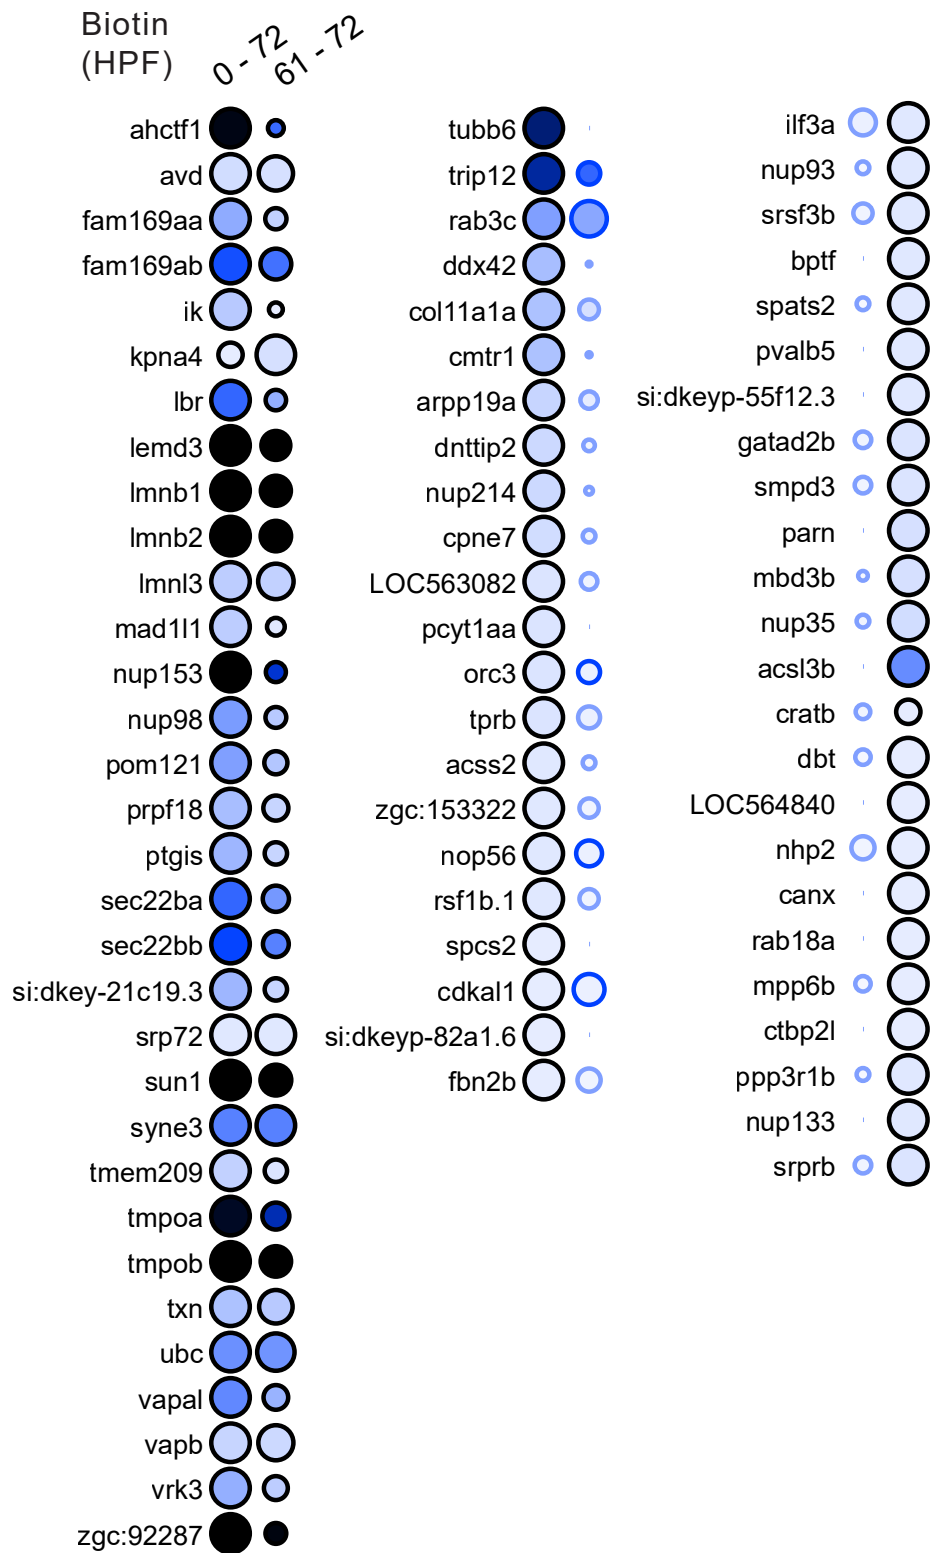 Biotin
(HPF)
0 - 72
61 - 72
ahctf1
avd
fam169aa
fam169ab
ik
kpna4
lbr
lemd3
lmnb1
lmnb2
lmnl3
mad1l1
nup153
nup98
pom121
prpf18
ptgis
sec22ba
sec22bb
si:dkey-21c19.3
srp72
sun1
syne3
tmem209
tmpoa
tmpob
txn
ubc
vapal
vapb
vrk3
zgc:92287
tubb6
trip12
rab3c
ddx42
col11a1a
cmtr1
arpp19a
dnttip2
nup214
cpne7
LOC563082
pcyt1aa
orc3
tprb
acss2
zgc:153322
nop56
rsf1b.1
spcs2
cdkal1
si:dkeyp-82a1.6
fbn2b
ilf3a
nup93
srsf3b
bptf
spats2
pvalb5
si:dkeyp-55f12.3
gatad2b
smpd3
parn
mbd3b
nup35
acsl3b
cratb
dbt
LOC564840
nhp2
canx
rab18a
mpp6b
ctbp2l
ppp3r1b
nup133
srprb